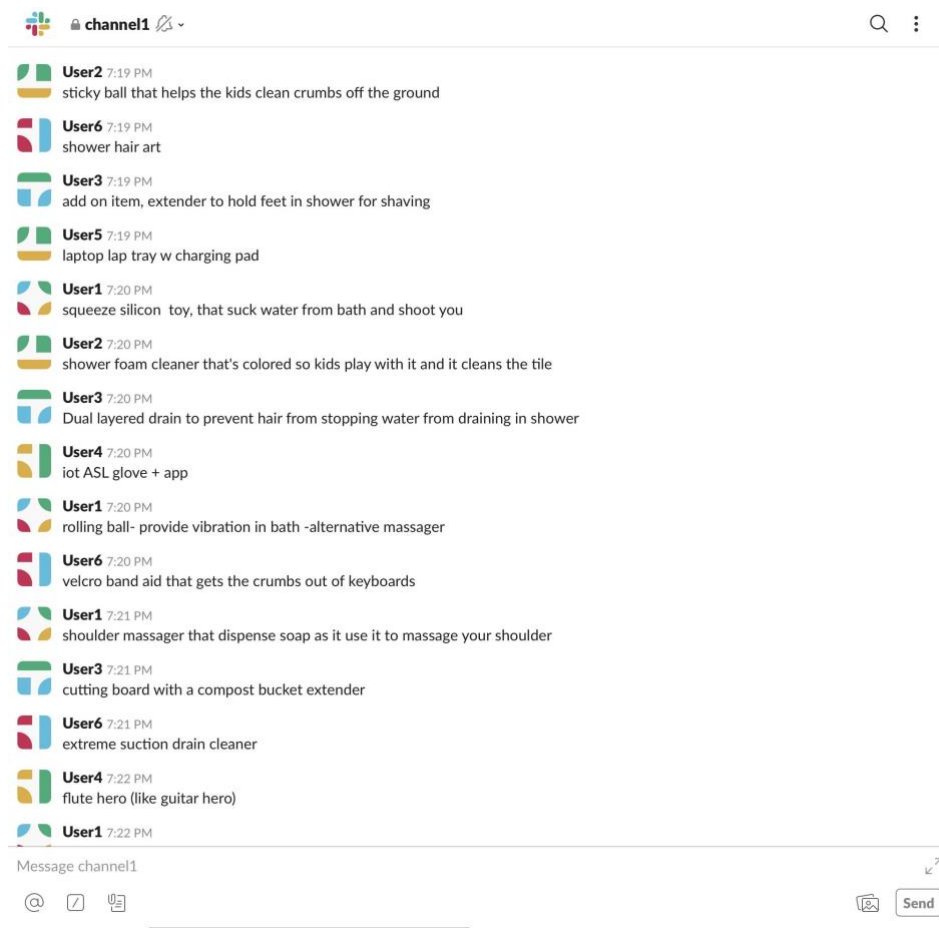 channel1
User2 7:19 PM
sticky ball that helps the kids clean crumbs off the ground
User6 7:19 PM
shower hair art
User3 7:19 PM
add on item, extender to hold feet in shower for shaving
User5 7:19 PM
laptop lap tray w charging pad
User1 7:20 PM
squeeze silicon  toy, that suck water from bath and shoot you
User2 7:20 PM
shower foam cleaner that's colored so kids play with it and it cleans the tile
User3 7:20 PM
Dual layered drain to prevent hair from stopping water from draining in shower
User4 7:20 PM
iot ASL glove + app
User1 7:20 PM
rolling ball- provide vibration in bath -alternative massager
User6 7:20 PM
velcro band aid that gets the crumbs out of keyboards
User1 7:21 PM
shoulder massager that dispense soap as it use it to massage your shoulder
User3 7:21 PM
cutting board with a compost bucket extender
User6 7:21 PM
extreme suction drain cleaner
User4 7:22 PM
flute hero (like guitar hero)
User1 7:22 PM
Message channel1
Send